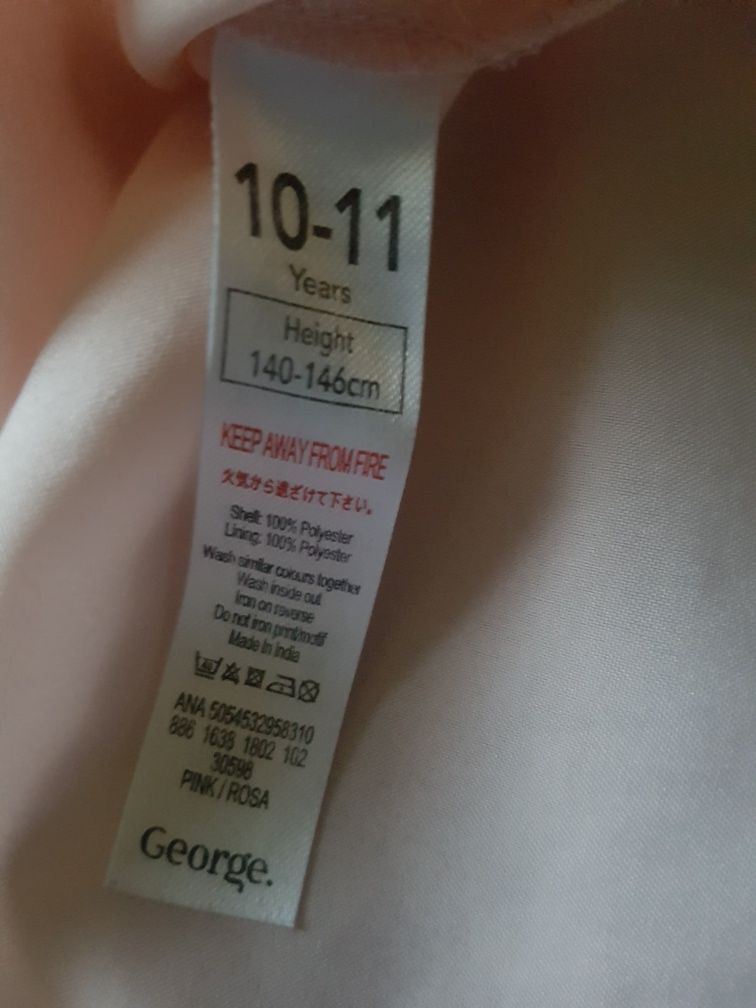 10-11
Years
Height
140-146cm
KEEP AWAY FROM FIRE
火気から遠ざけて下さい。
Shell: 100% Polyester
Lining: 100% Polyester
Wash similar colours together
Wash inside out
Iron on reverse
Do not iron print/motif
Made In India
ANA 5054532958310
886 1638 1802 102
30598
PINK / ROSA
George.